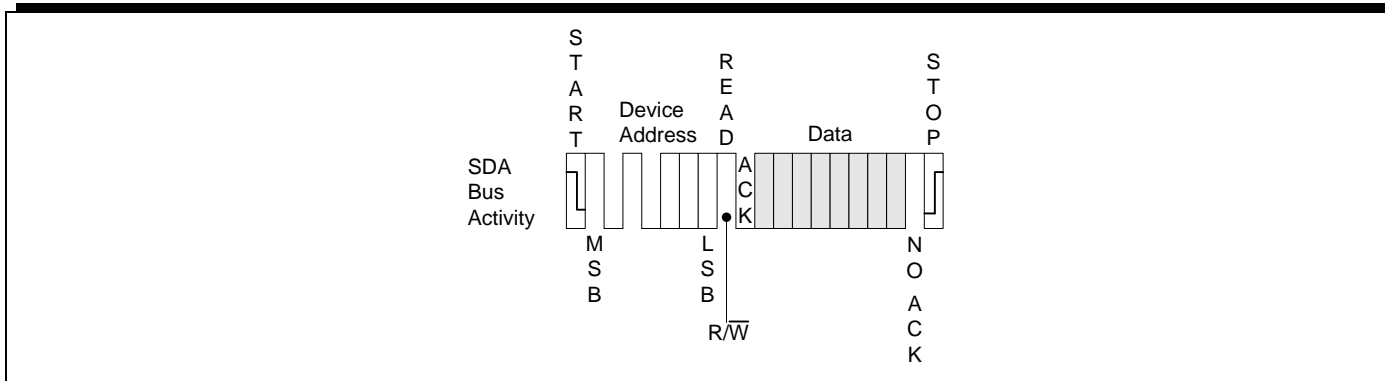 START
READ
STOP
Device
Address
Data
SDA
Bus
Activity
ACK
MSB
LSB
NO ACK
R/W̅